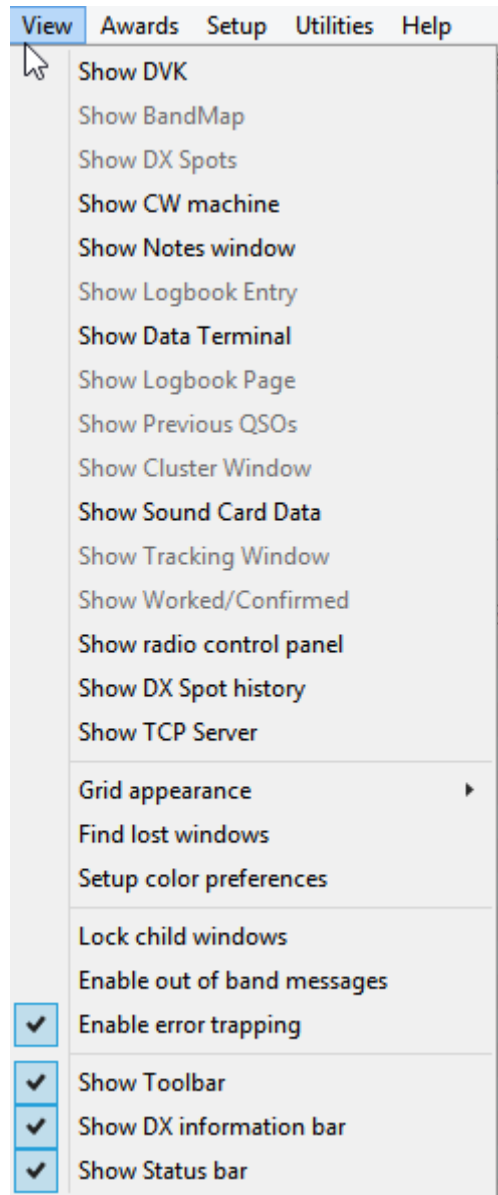 View Awards Setup Utilities Help
Show DVK
Show BandMap
Show DX Spots
Show CW machine
Show Notes window
Show Logbook Entry
Show Data Terminal
Show Logbook Page
Show Previous QSOs
Show Cluster Window
Show Sound Card Data
Show Tracking Window
Show Worked/Confirmed
Show radio control panel
Show DX Spot history
Show TCP Server
Grid appearance
Find lost windows
Setup color preferences
Lock child windows
Enable out of band messages
Enable error trapping
Show Toolbar
Show DX information bar
Show Status bar